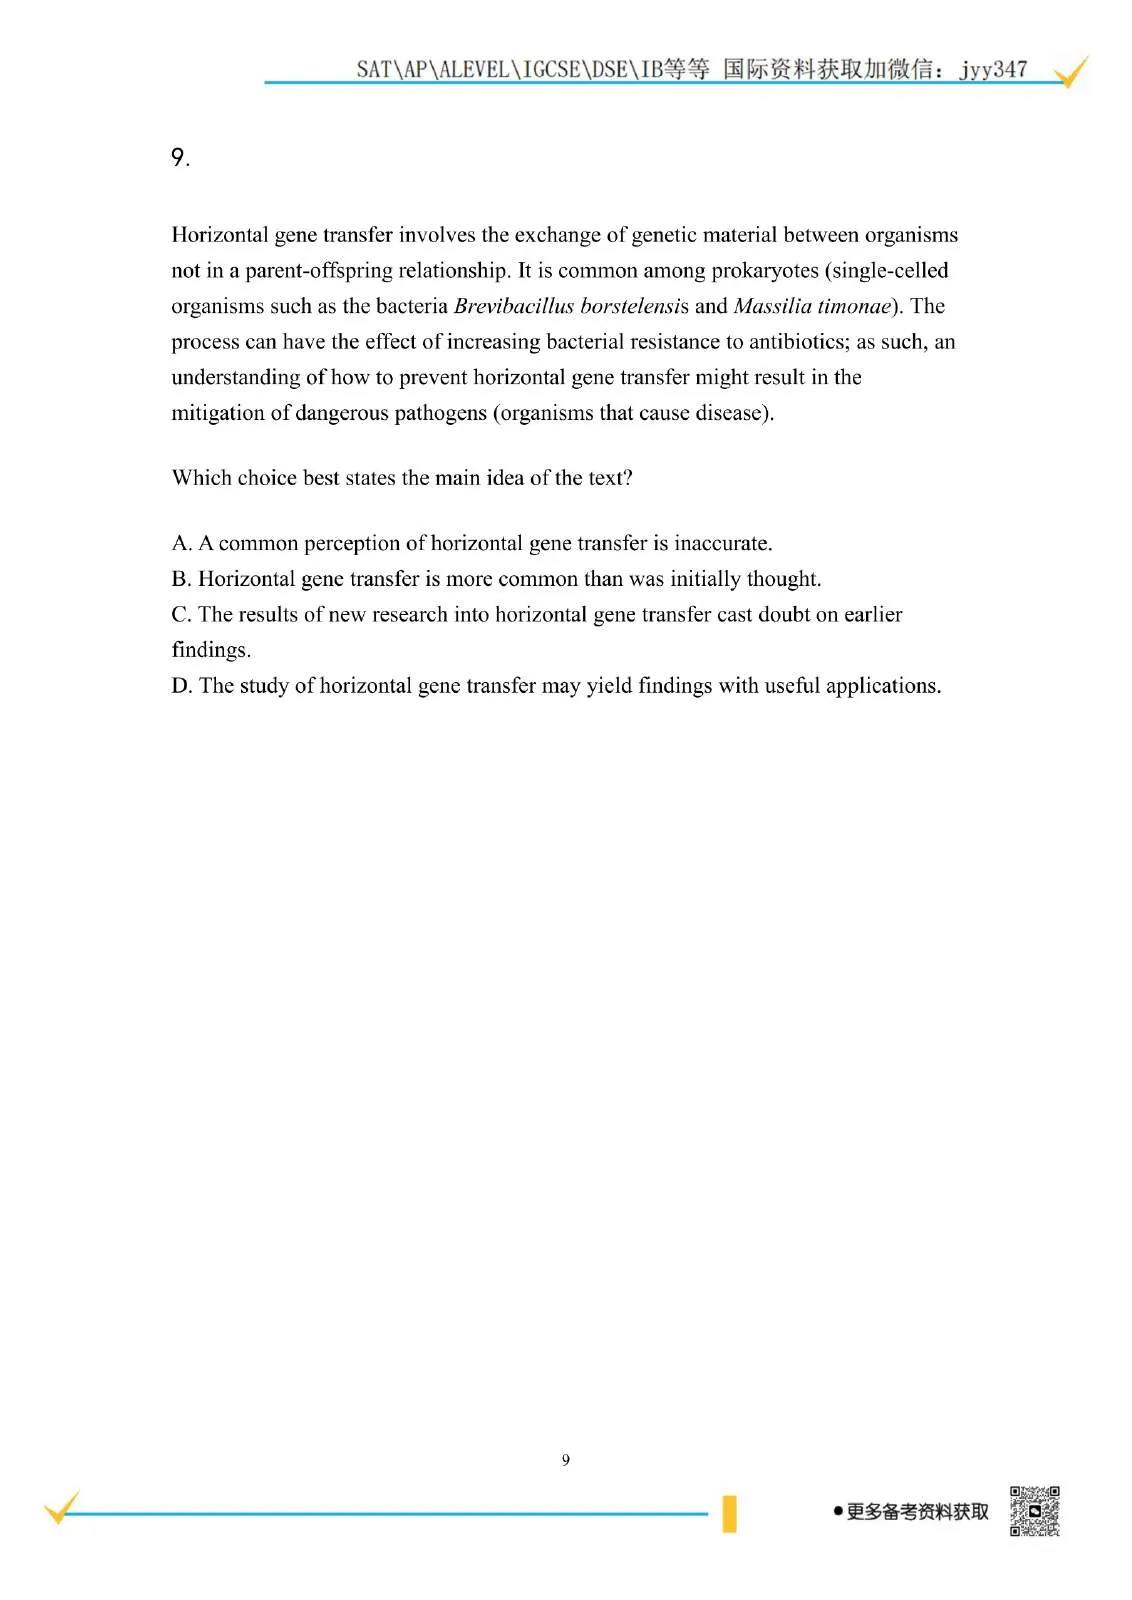 SAT\AP\ALEVEL\IGCSE\DSE\IB等等 国际资料获取加微信：jyy347
9.
Horizontal gene transfer involves the exchange of genetic material between organisms
not in a parent-offspring relationship. It is common among prokaryotes (single-celled
organisms such as the bacteria Brevibacillus borstelensis and Massilia timonae). The
process can have the effect of increasing bacterial resistance to antibiotics; as such, an
understanding of how to prevent horizontal gene transfer might result in the
mitigation of dangerous pathogens (organisms that cause disease).
Which choice best states the main idea of the text?
A. A common perception of horizontal gene transfer is inaccurate.
B. Horizontal gene transfer is more common than was initially thought.
C. The results of new research into horizontal gene transfer cast doubt on earlier
findings.
D. The study of horizontal gene transfer may yield findings with useful applications.
9
●更多备考资料获取